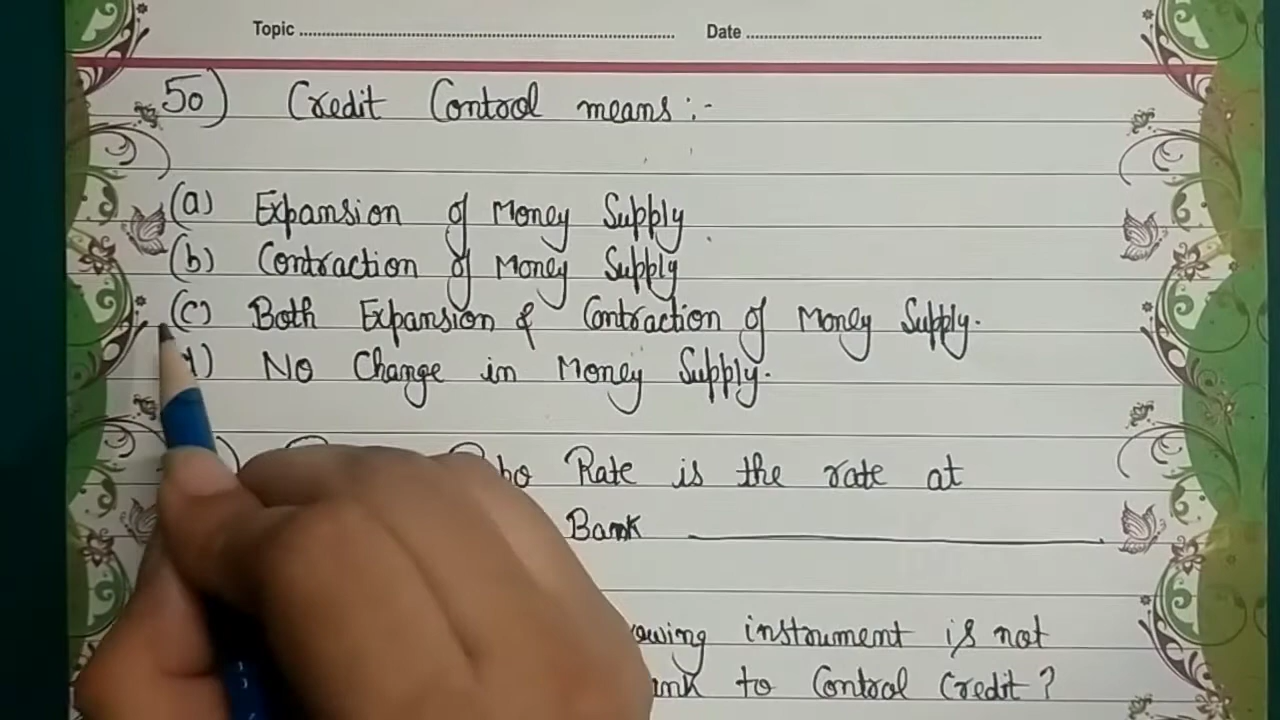 Topic ........ Date ........
50) Credit Control means :-
(a) Expansion of Money Supply
(b) Contraction of Money Supply
(c) Both Expansion & Contraction of Money Supply.
No Change in Money Supply.
Rate is the rate at
Bank ________.
instrument is not
to Control Credit?